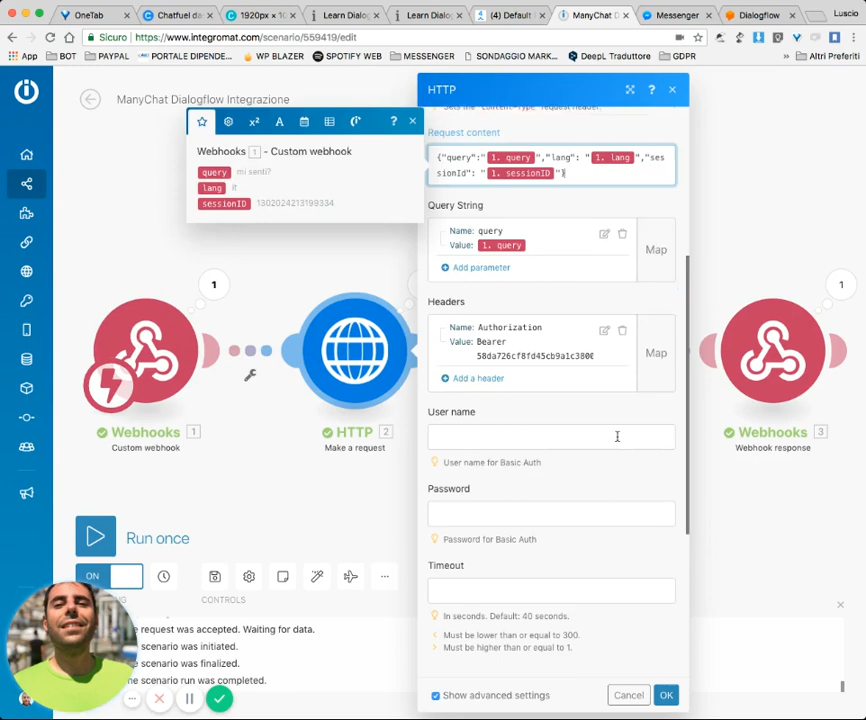 OneTab
Chatfuel da
1920px × 10
Learn Dialog
Learn Dialog
(4) Default
ManyChat D
Messenger
Dialogflow
Luscio
Sicuro
https://www.integromat.com/scenario/559419/edit
App
BOT
PAYPAL
PORTALE DIPENDE...
WP BLAZER
SPOTIFY WEB
MESSENGER
SONDAGGIO MARK...
DeepL Traduttore
GDPR
»
Altri Preferiti
ManyChat Dialogflow Integrazione
HTTP
?
Webhooks 1 - Custom webhook
query mi senti?
lang it
sessionID 1302024213199334
Request content
{"query":" 1. query ","lang": " 1. lang ","ses
sionId": " 1. sessionID "}
Query String
Name: query
Value: 1. query
Map
Add parameter
Headers
Name: Authorization
Value: Bearer
58da726cf8fd45cb9a1c3800
Map
Add a header
User name
User name for Basic Auth
Password
Password for Basic Auth
Timeout
In seconds. Default: 40 seconds.
Must be lower than or equal to 300.
Must be higher than or equal to 1.
Show advanced settings
Cancel
OK
1
Webhooks 1
Custom webhook
HTTP 2
Make a request
1
Webhooks 3
Webhook response
Run once
ON
CONTROLS
e request was accepted. Waiting for data.
e scenario was initiated.
e scenario was finalized.
e scenario run was completed.